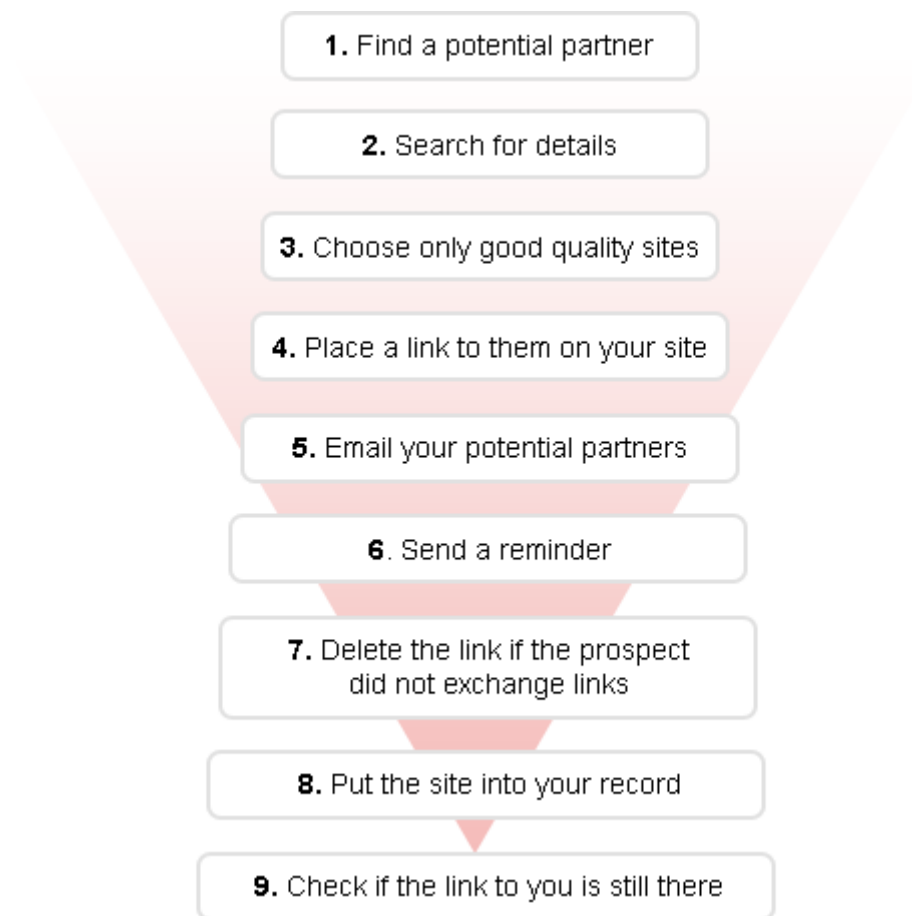 1. Find a potential partner
2. Search for details
3. Choose only good quality sites
4. Place a link to them on your site
5. Email your potential partners
6. Send a reminder
7. Delete the link if the prospect
did not exchange links
8. Put the site into your record
9. Check if the link to you is still there